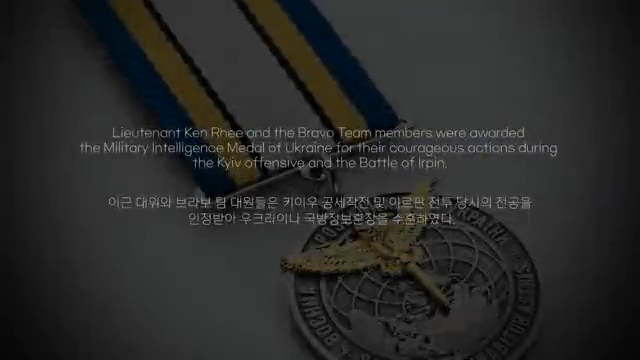 Lieutenant Ken Rhee and the Bravo Team members were awarded
the Military Intelligence Medal of Ukraine for their courageous actions during
the Kyiv offensive and the Battle of Irpin.
이근 대위와 브라보 팀 대원들은 키이우 공세작전 및 이르핀 전투 당시의 전공을
인정받아 우크라이나 국방정보훈장을 수훈하였다.